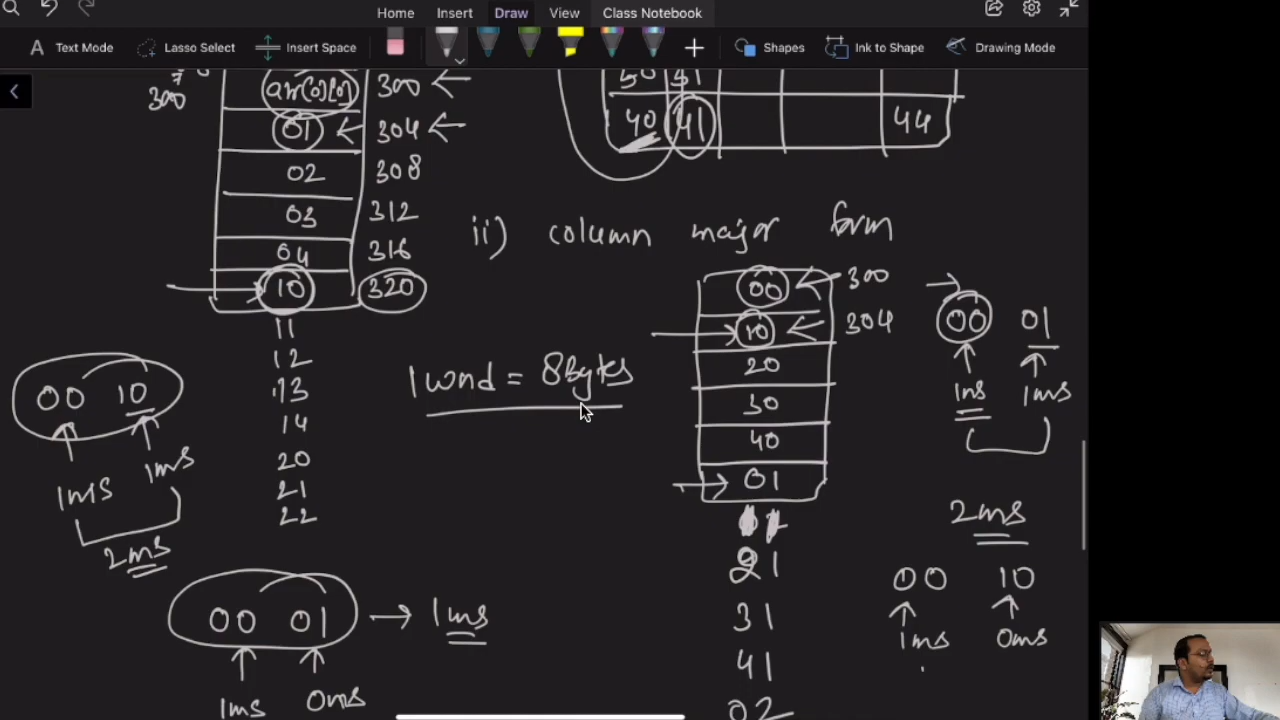 Home Insert Draw View Class Notebook
Text Mode Lasso Select Insert Space Shapes Ink to Shape Drawing Mode
300 arr[0][0] 300
01 304
02 308
03 312
04 316
10 320
11
12
13
14
20
21
22
00 10
1ms 1ms
2ms
00 01 → 1ms
1ms 0ms
40 41 44
ii) column major form
1 word = 8Bytes
00 300
10 304
20
30
40
01
21
31
41
02
00 01
1ms 1ms
2ms
00 10
1ms 0ms